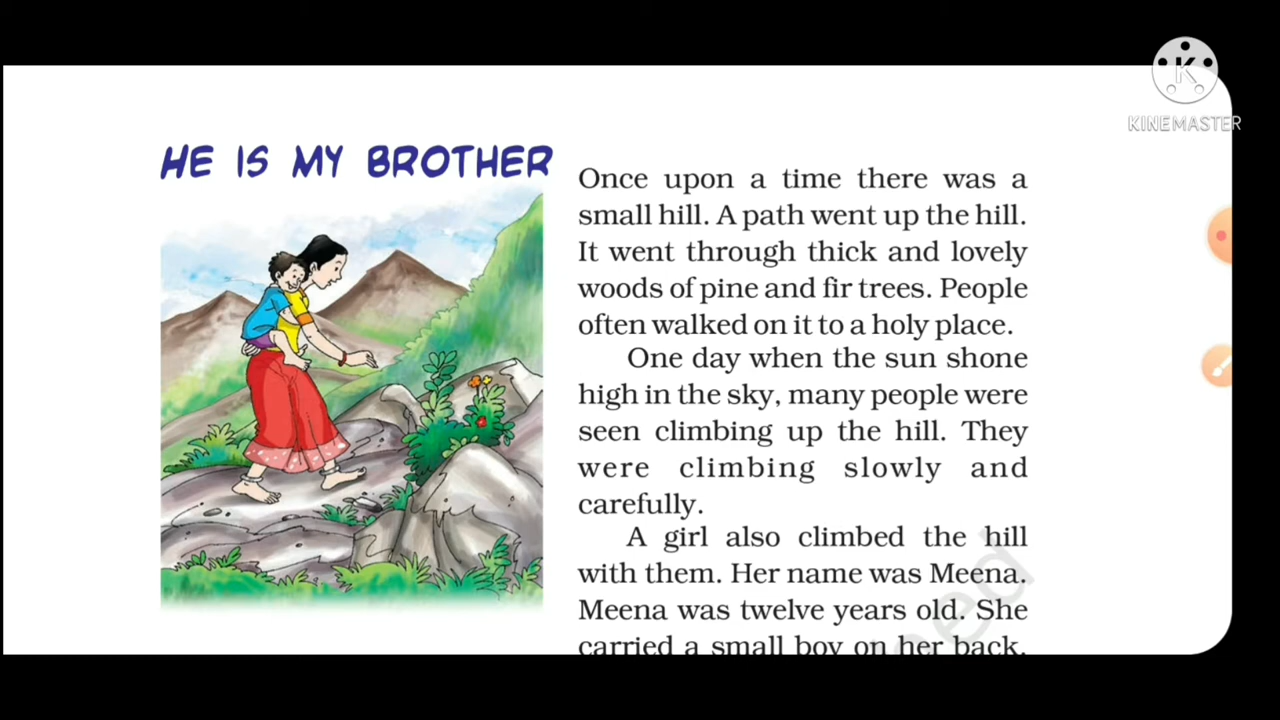 HE IS MY BROTHER
Once upon a time there was a
small hill. A path went up the hill.
It went through thick and lovely
woods of pine and fir trees. People
often walked on it to a holy place.
One day when the sun shone
high in the sky, many people were
seen climbing up the hill. They
were climbing slowly and
carefully.
A girl also climbed the hill
with them. Her name was Meena.
Meena was twelve years old. She
carried a small boy on her back.
K
KINEMASTER